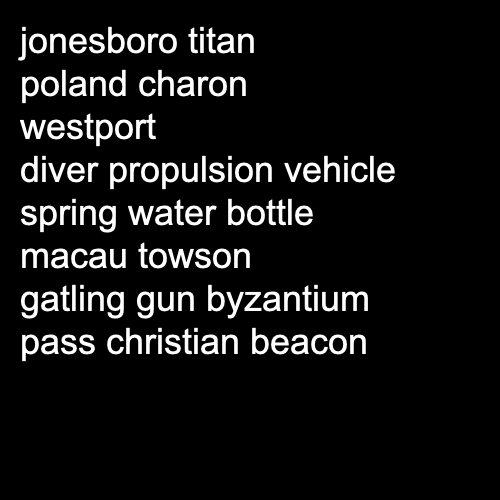 jonesboro titan
poland charon
westport
diver propulsion vehicle
spring water bottle
macau towson
gatling gun byzantium
pass christian beacon